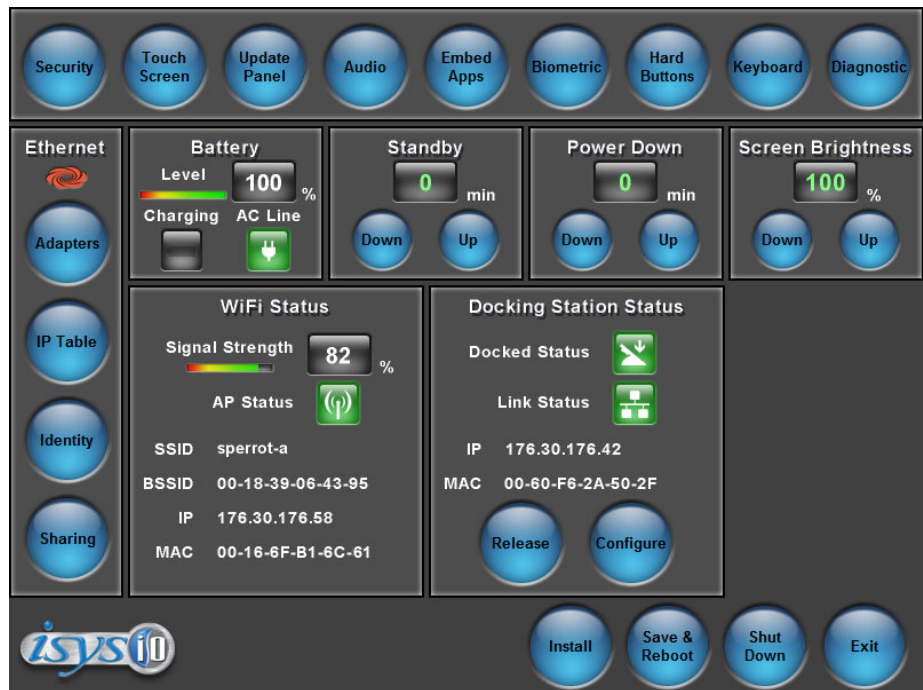 Security
Touch
Screen
Update
Panel
Audio
Embed
Apps
Biometric
Hard
Buttons
Keyboard
Diagnostic
Ethernet
Adapters
IP Table
Identity
Sharing
Battery
Level
100 %
Charging AC Line
Standby
0 min
Down Up
Power Down
0 min
Down Up
Screen Brightness
100 %
Down Up
WiFi Status
Signal Strength 82 %
AP Status
SSID sperrot-a
BSSID 00-18-39-06-43-95
IP 176.30.176.58
MAC 00-16-6F-B1-6C-61
Docking Station Status
Docked Status
Link Status
IP 176.30.176.42
MAC 00-60-F6-2A-50-2F
Release Configure
isys i/O
Install
Save &
Reboot
Shut
Down
Exit